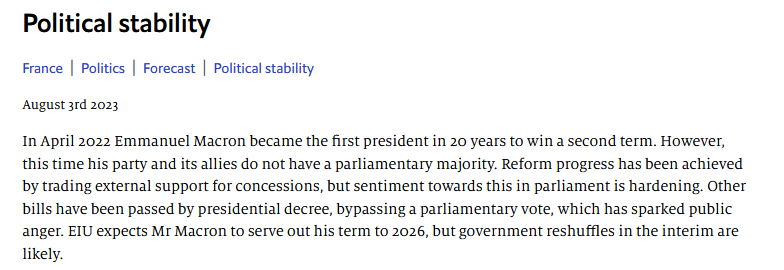 Political stability
France | Politics | Forecast | Political stability
August 3rd 2023
In April 2022 Emmanuel Macron became the first president in 20 years to win a second term. However,
this time his party and its allies do not have a parliamentary majority. Reform progress has been achieved
by trading external support for concessions, but sentiment towards this in parliament is hardening. Other
bills have been passed by presidential decree, bypassing a parliamentary vote, which has sparked public
anger. EIU expects Mr Macron to serve out his term to 2026, but government reshuffles in the interim are
likely.